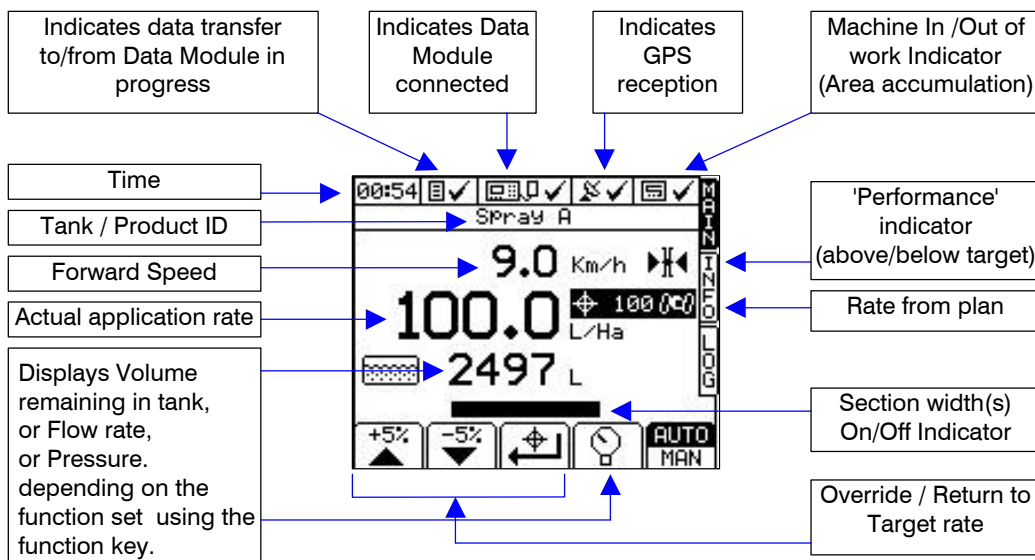 Indicates data transfer
to/from Data Module in
progress
Indicates Data
Module
connected
Indicates
GPS
reception
Machine In /Out of
work Indicator
(Area accumulation)
Time
Tank / Product ID
Forward Speed
Actual application rate
Displays Volume
remaining in tank,
or Flow rate,
or Pressure.
depending on the
function set using the
function key.
00:54
Spray A
9.0 Km/h
100.0
100
L/Ha
2497 L
+5%
-5%
AUTO
MAN
MAIN
INFO
LOG
'Performance'
indicator
(above/below target)
Rate from plan
Section width(s)
On/Off Indicator
Override / Return to
Target rate